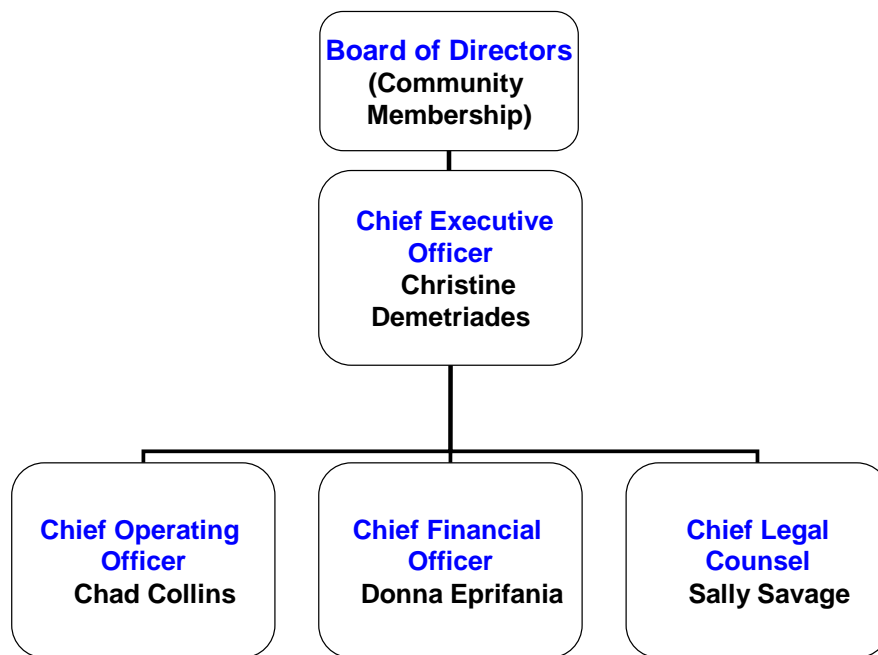 Board of Directors
(Community
Membership)
Chief Executive
Officer
Christine
Demetriades
Chief Operating
Officer
Chad Collins
Chief Financial
Officer
Donna Eprifania
Chief Legal
Counsel
Sally Savage